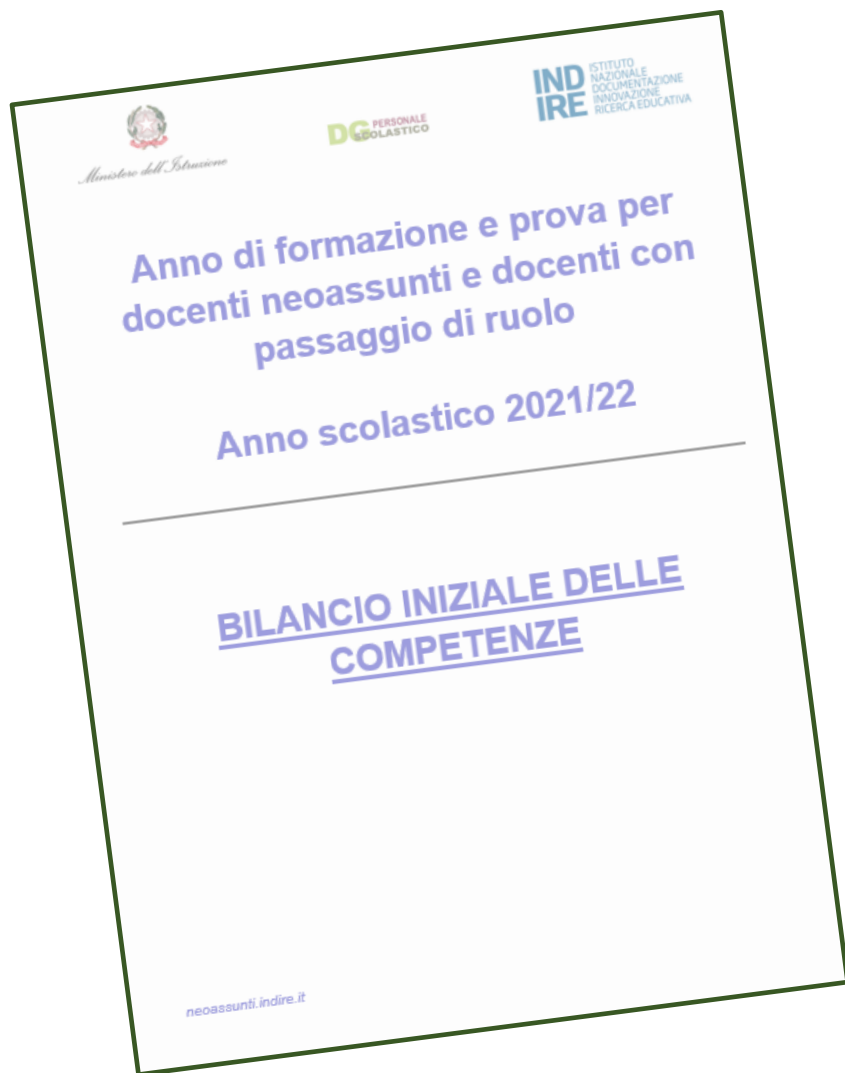 Ministero dell'Istruzione
DG PERSONALE
SCOLASTICO
IND
IRE
ISTITUTO
NAZIONALE
DOCUMENTAZIONE
INNOVAZIONE
RICERCA EDUCATIVA
Anno di formazione e prova per
docenti neoassunti e docenti con
passaggio di ruolo
Anno scolastico 2021/22
BILANCIO INIZIALE DELLE
COMPETENZE
neoassunti.indire.it